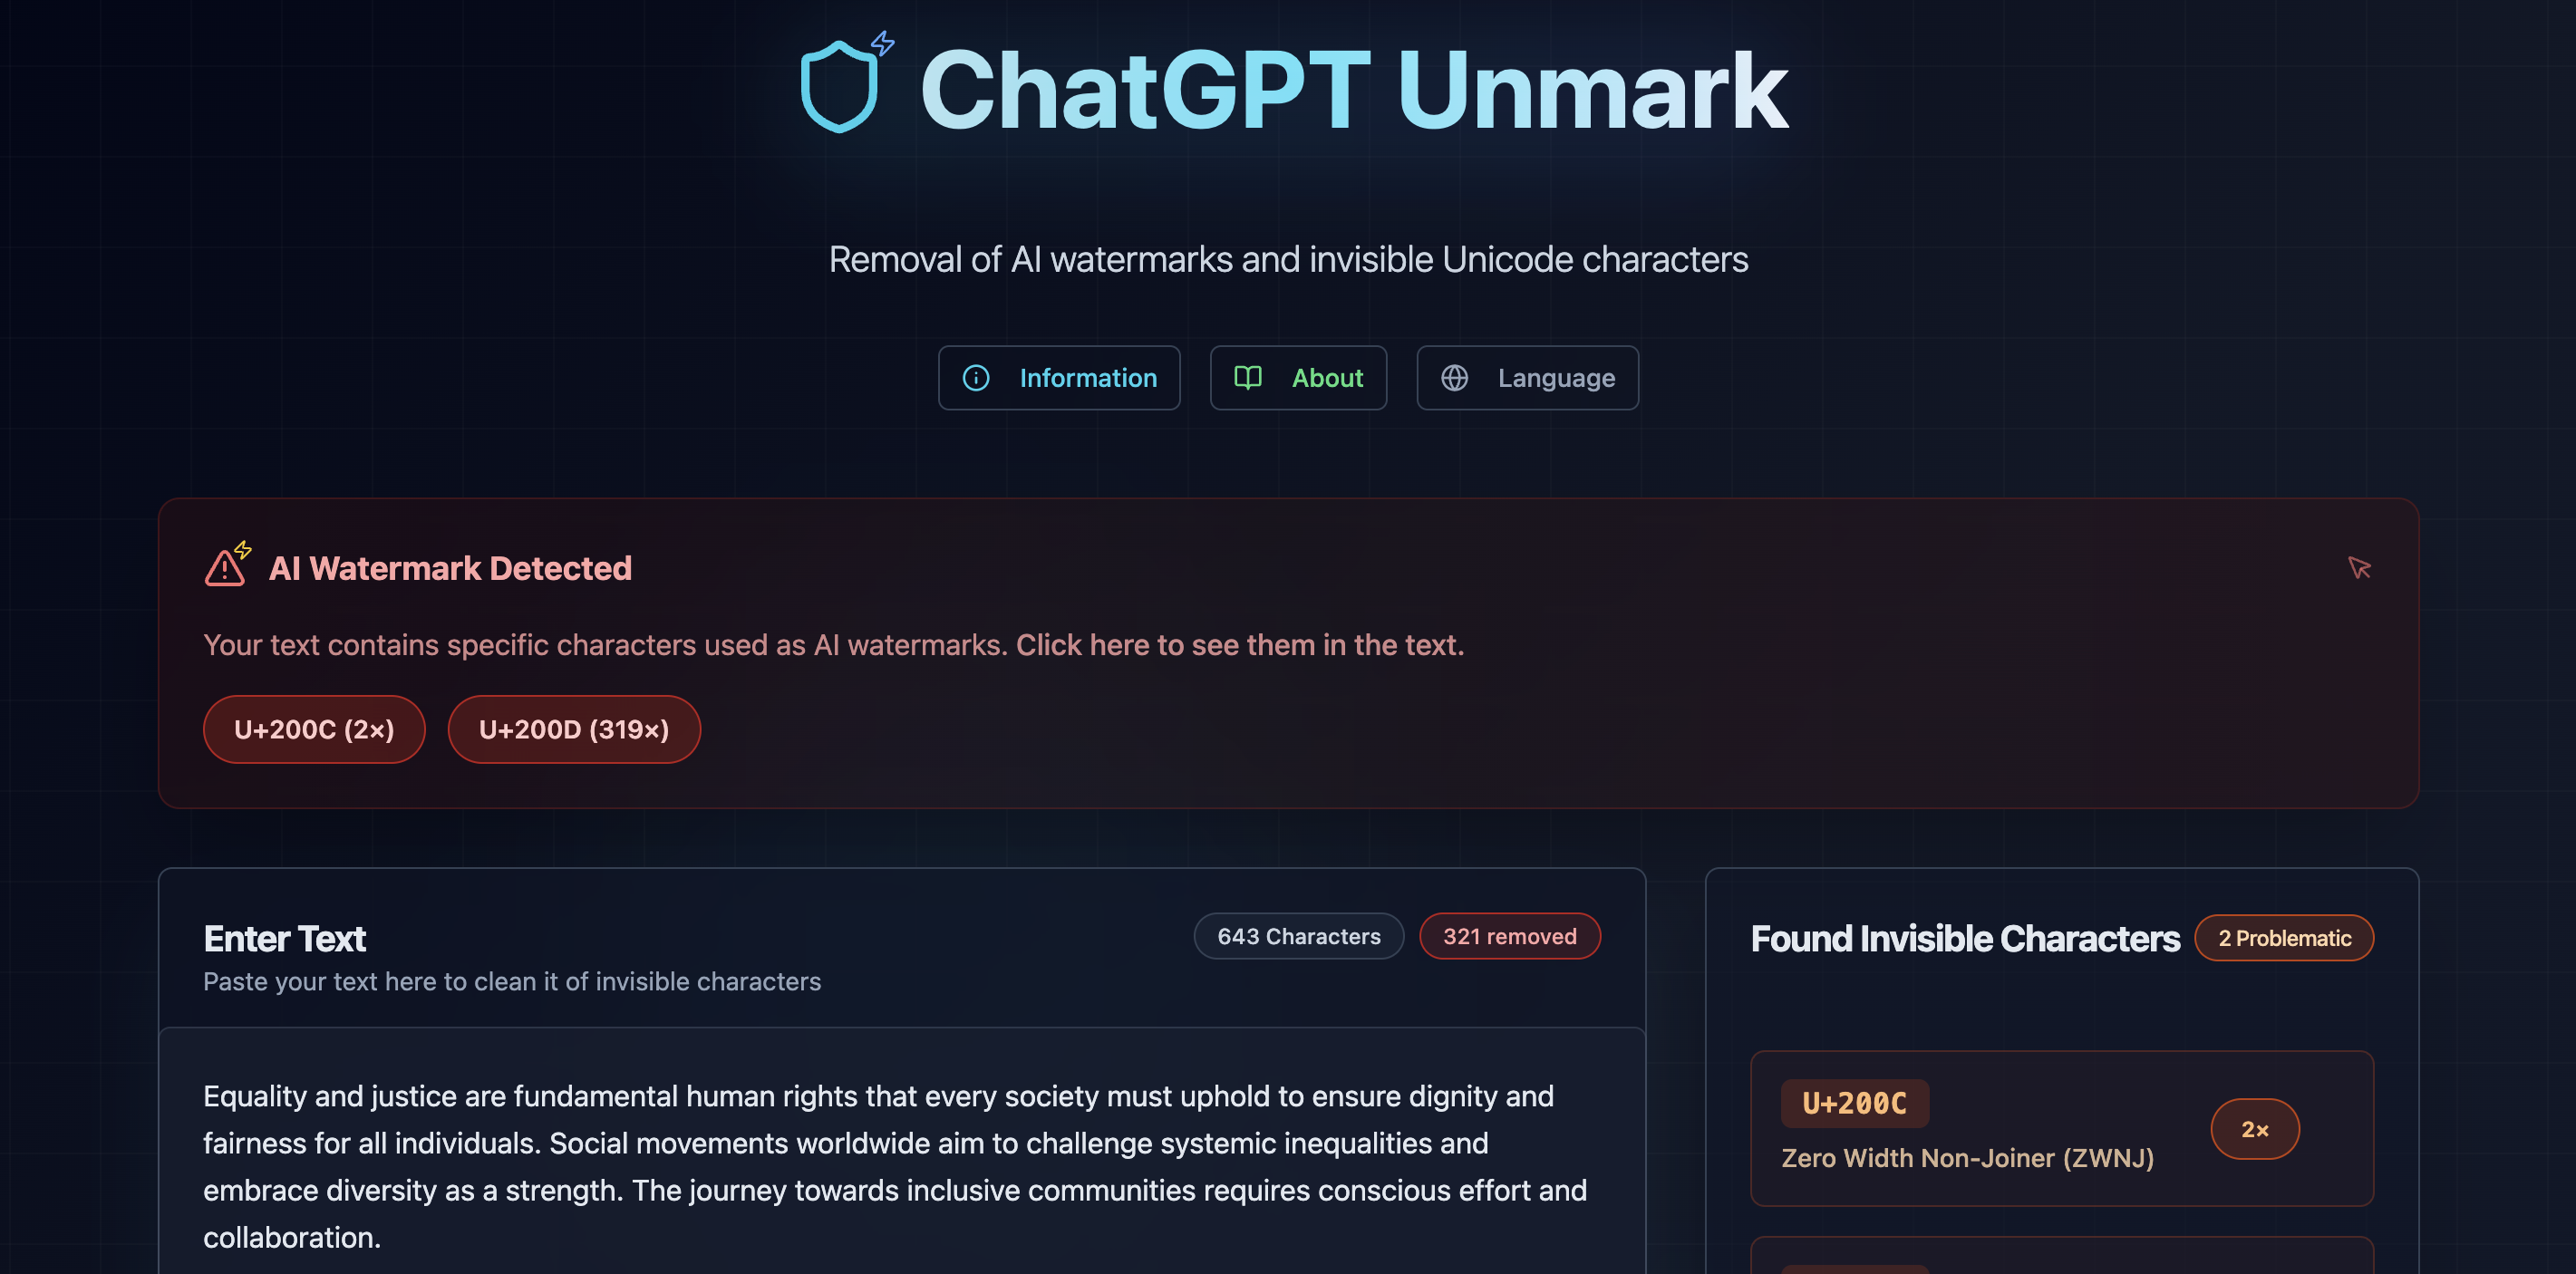 ChatGPT Unmark
Removal of AI watermarks and invisible Unicode characters
Information
About
Language
AI Watermark Detected
Your text contains specific characters used as AI watermarks. Click here to see them in the text.
U+200C (2×)
U+200D (319×)
Enter Text
643 Characters
321 removed
Paste your text here to clean it of invisible characters
Equality and justice are fundamental human rights that every society must uphold to ensure dignity and
fairness for all individuals. Social movements worldwide aim to challenge systemic inequalities and
embrace diversity as a strength. The journey towards inclusive communities requires conscious effort and
collaboration.
Found Invisible Characters
2 Problematic
U+200C
Zero Width Non-Joiner (ZWNJ)
2×